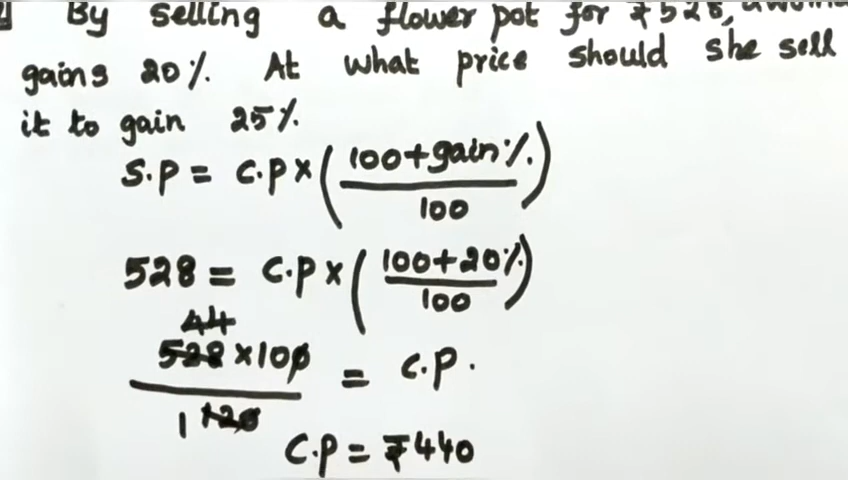 By selling a flower pot for ₹528, a woman
gains 20%. At what price should she sell
it to gain 25%.
S.P = C.P × (100+gain% / 100)
528 = C.P × (100+20% / 100)
44
528 × 100 / 1 120 = C.P.
C.P = ₹440